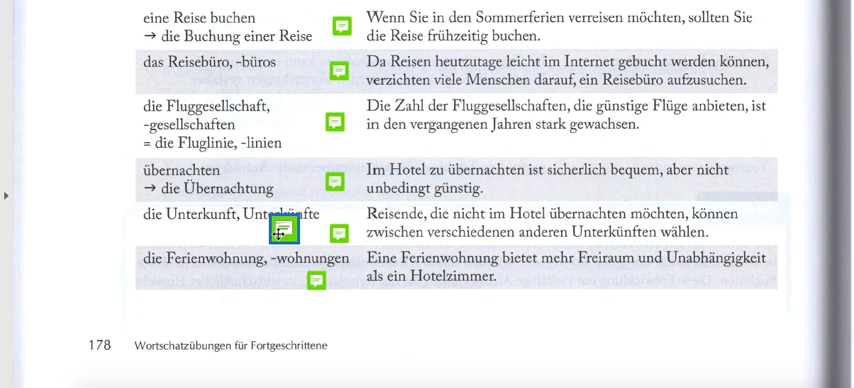 eine Reise buchen
→ die Buchung einer Reise
Wenn Sie in den Sommerferien verreisen möchten, sollten Sie
die Reise frühzeitig buchen.
das Reisebüro, -büros
Da Reisen heutzutage leicht im Internet gebucht werden können,
verzichten viele Menschen darauf, ein Reisebüro aufzusuchen.
die Fluggesellschaft,
-gesellschaften
= die Fluglinie, -linien
Die Zahl der Fluggesellschaften, die günstige Flüge anbieten, ist
in den vergangenen Jahren stark gewachsen.
übernachten
→ die Übernachtung
Im Hotel zu übernachten ist sicherlich bequem, aber nicht
unbedingt günstig.
die Unterkunft, Unterkünfte
Reisende, die nicht im Hotel übernachten möchten, können
zwischen verschiedenen anderen Unterkünften wählen.
die Ferienwohnung, -wohnungen
Eine Ferienwohnung bietet mehr Freiraum und Unabhängigkeit
als ein Hotelzimmer.
178 Wortschatzübungen für Fortgeschrittene